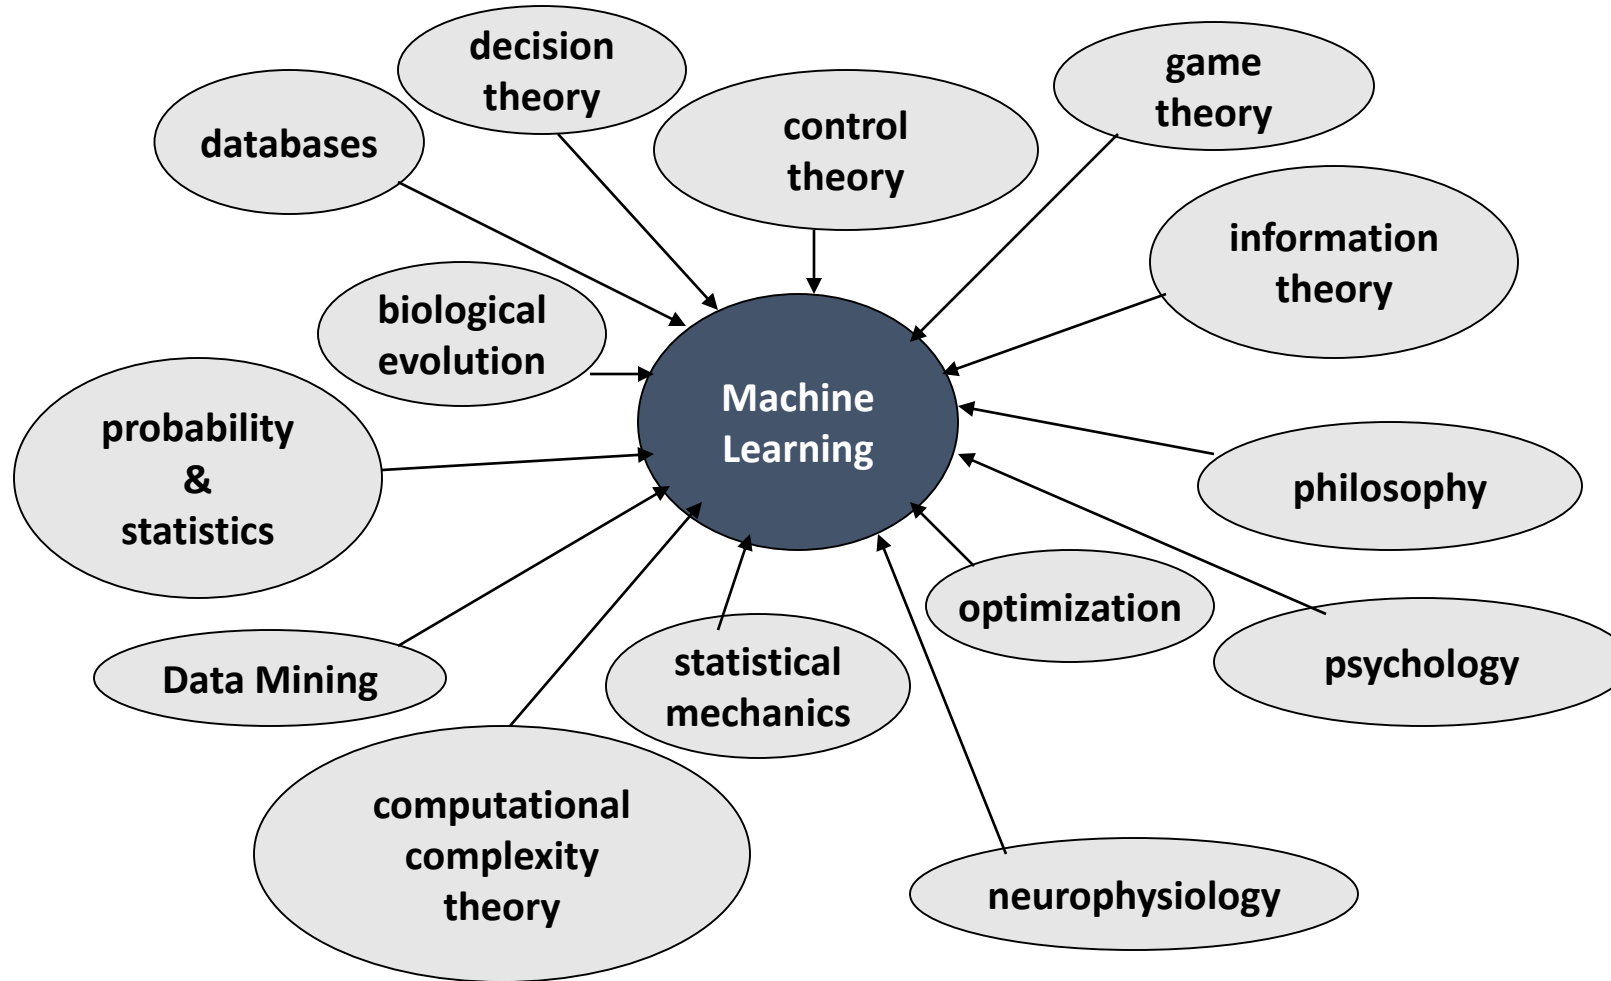 decision
theory
game
theory
databases
control
theory
information
theory
biological
evolution
Machine
Learning
probability
&
statistics
philosophy
optimization
psychology
Data Mining
statistical
mechanics
computational
complexity
theory
neurophysiology